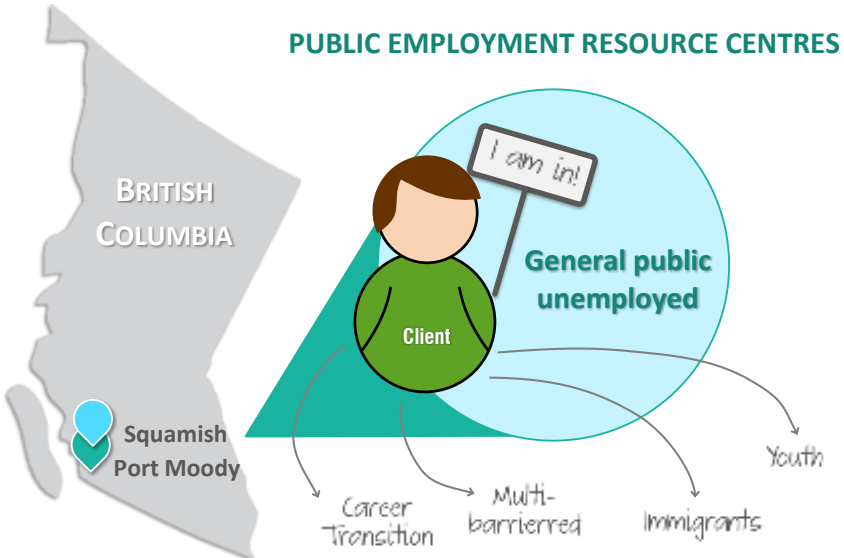 PUBLIC EMPLOYMENT RESOURCE CENTRES
BRITISH
COLUMBIA
I am in!
General public
unemployed
Client
Squamish
Port Moody
Career
Transition
Multi-
barrierred
Immigrants
Youth